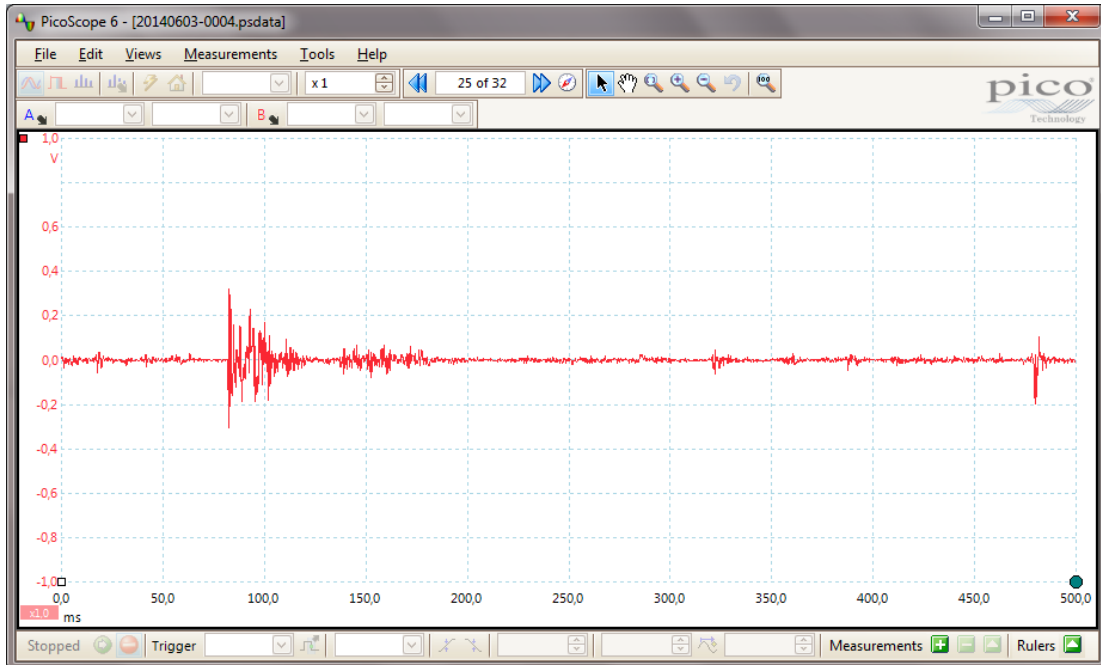 PicoScope 6 - [20140603-0004.psdata]
File Edit Views Measurements Tools Help
x 1 25 of 32
pico
Technology
A B
1,0
V
0,6
0,4
0,2
0,0
-0,2
-0,4
-0,6
-0,8
-1,0
0,0 50,0 100,0 150,0 200,0 250,0 300,0 350,0 400,0 450,0 500,0
x1,0 ms
Stopped Trigger Measurements Rulers